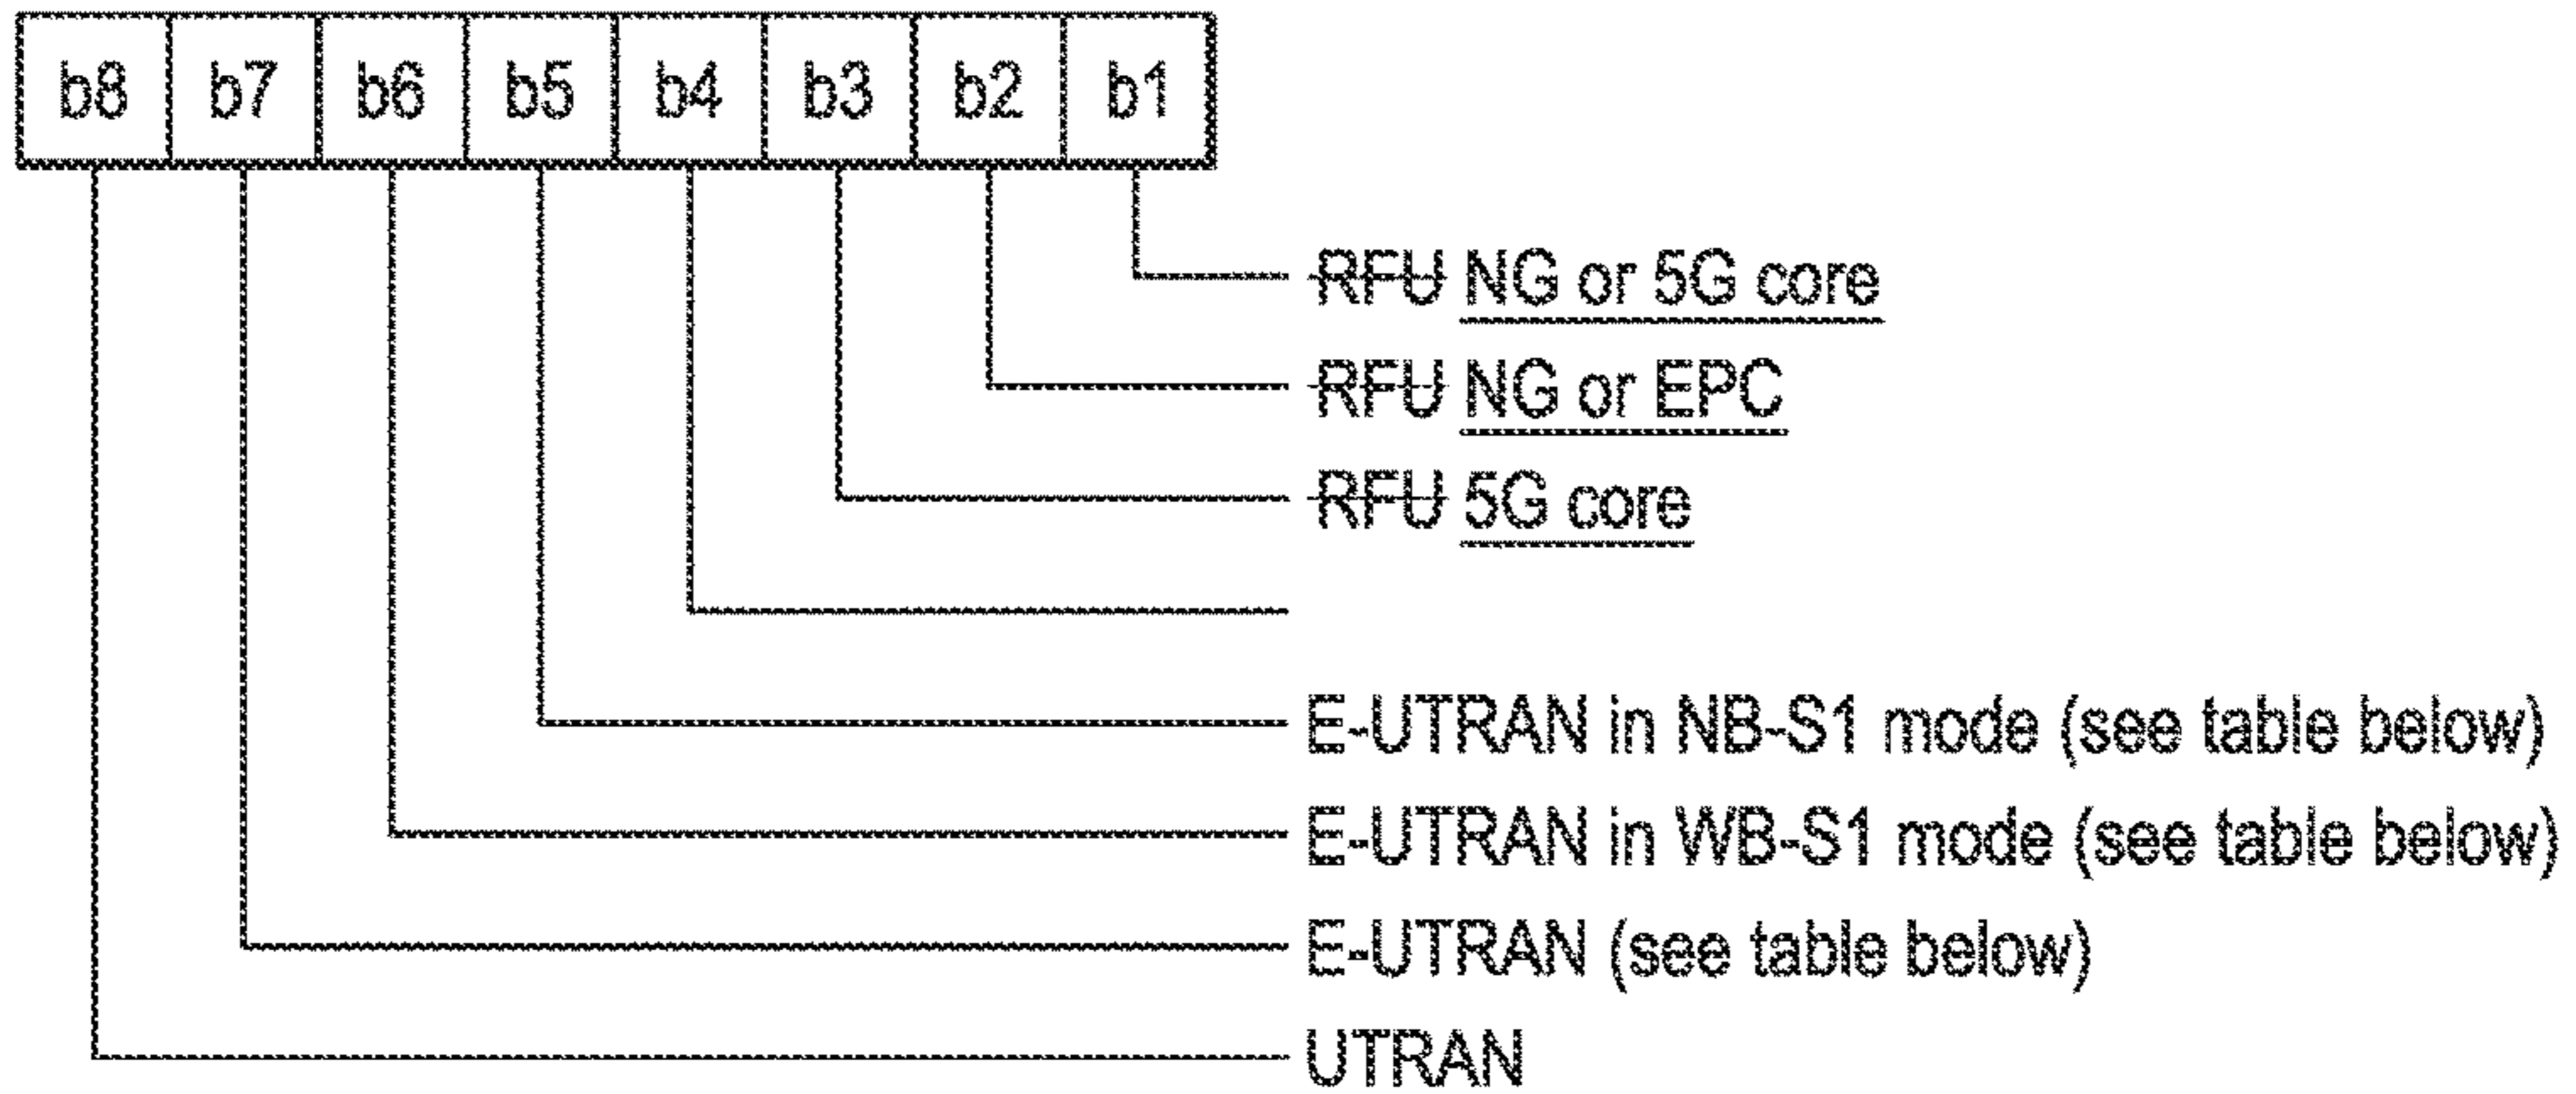 b8 b7 b6 b5 b4 b3 b2 b1
RFU NG or 5G core
RFU NG or EPC
RFU 5G core
E-UTRAN in NB-S1 mode (see table below)
E-UTRAN in WB-S1 mode (see table below)
E-UTRAN (see table below)
UTRAN